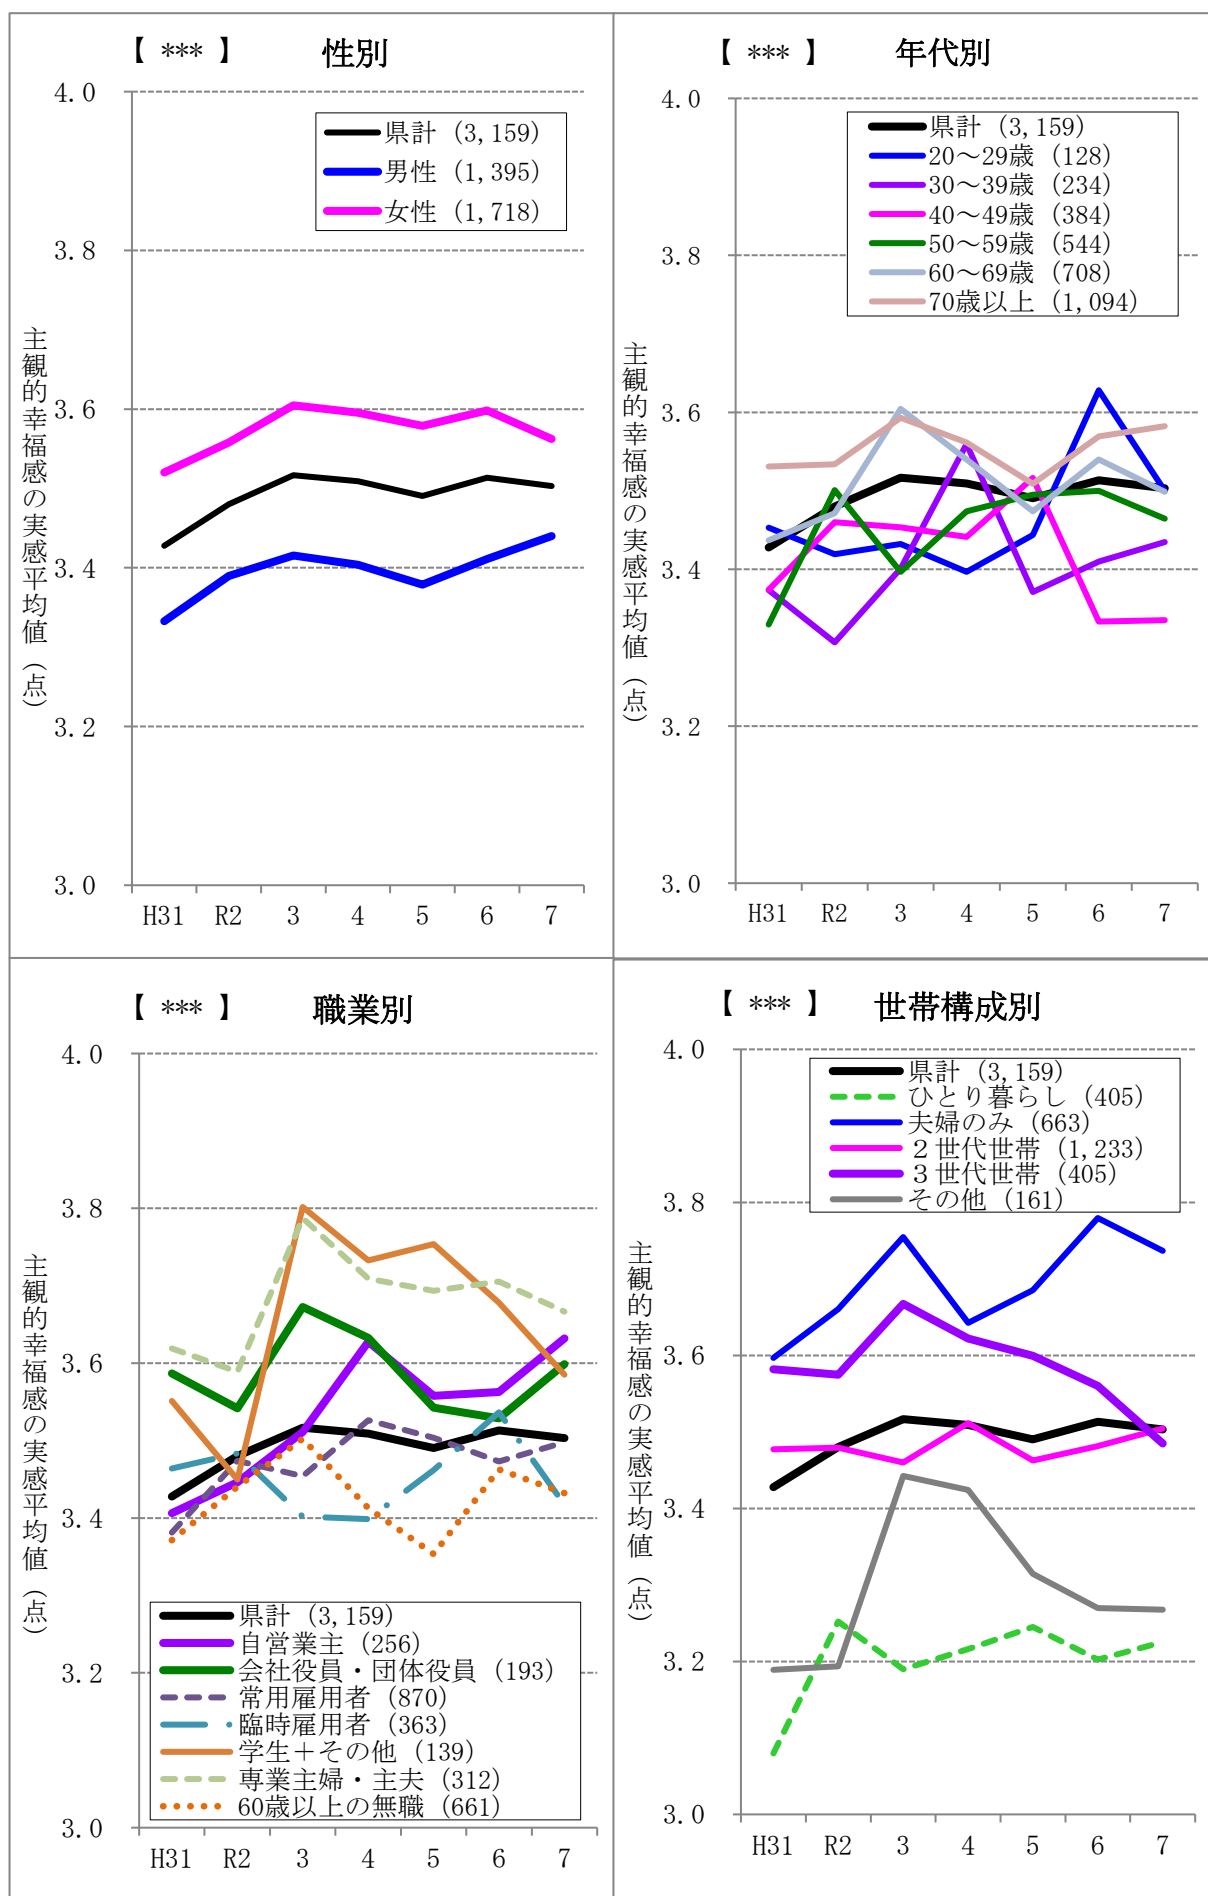 【 *** 】 性別
4.0
3.8
3.6
3.4
3.2
3.0
主観的幸福感の実感平均値（点）
県計（3,159）
男性（1,395）
女性（1,718）
H31 R2 3 4 5 6 7
【 *** 】 年代別
4.0
3.8
3.6
3.4
3.2
3.0
主観的幸福感の実感平均値（点）
県計（3,159）
20～29歳（128）
30～39歳（234）
40～49歳（384）
50～59歳（544）
60～69歳（708）
70歳以上（1,094）
H31 R2 3 4 5 6 7
【 *** 】 職業別
4.0
3.8
3.6
3.4
3.2
3.0
主観的幸福感の実感平均値（点）
県計（3,159）
自営業主（256）
会社役員・団体役員（193）
常用雇用者（870）
臨時雇用者（363）
学生＋その他（139）
専業主婦・主夫（312）
60歳以上の無職（661）
H31 R2 3 4 5 6 7
【 *** 】 世帯構成別
4.0
3.8
3.6
3.4
3.2
3.0
主観的幸福感の実感平均値（点）
県計（3,159）
ひとり暮らし（405）
夫婦のみ（663）
２世代世帯（1,233）
３世代世帯（405）
その他（161）
H31 R2 3 4 5 6 7